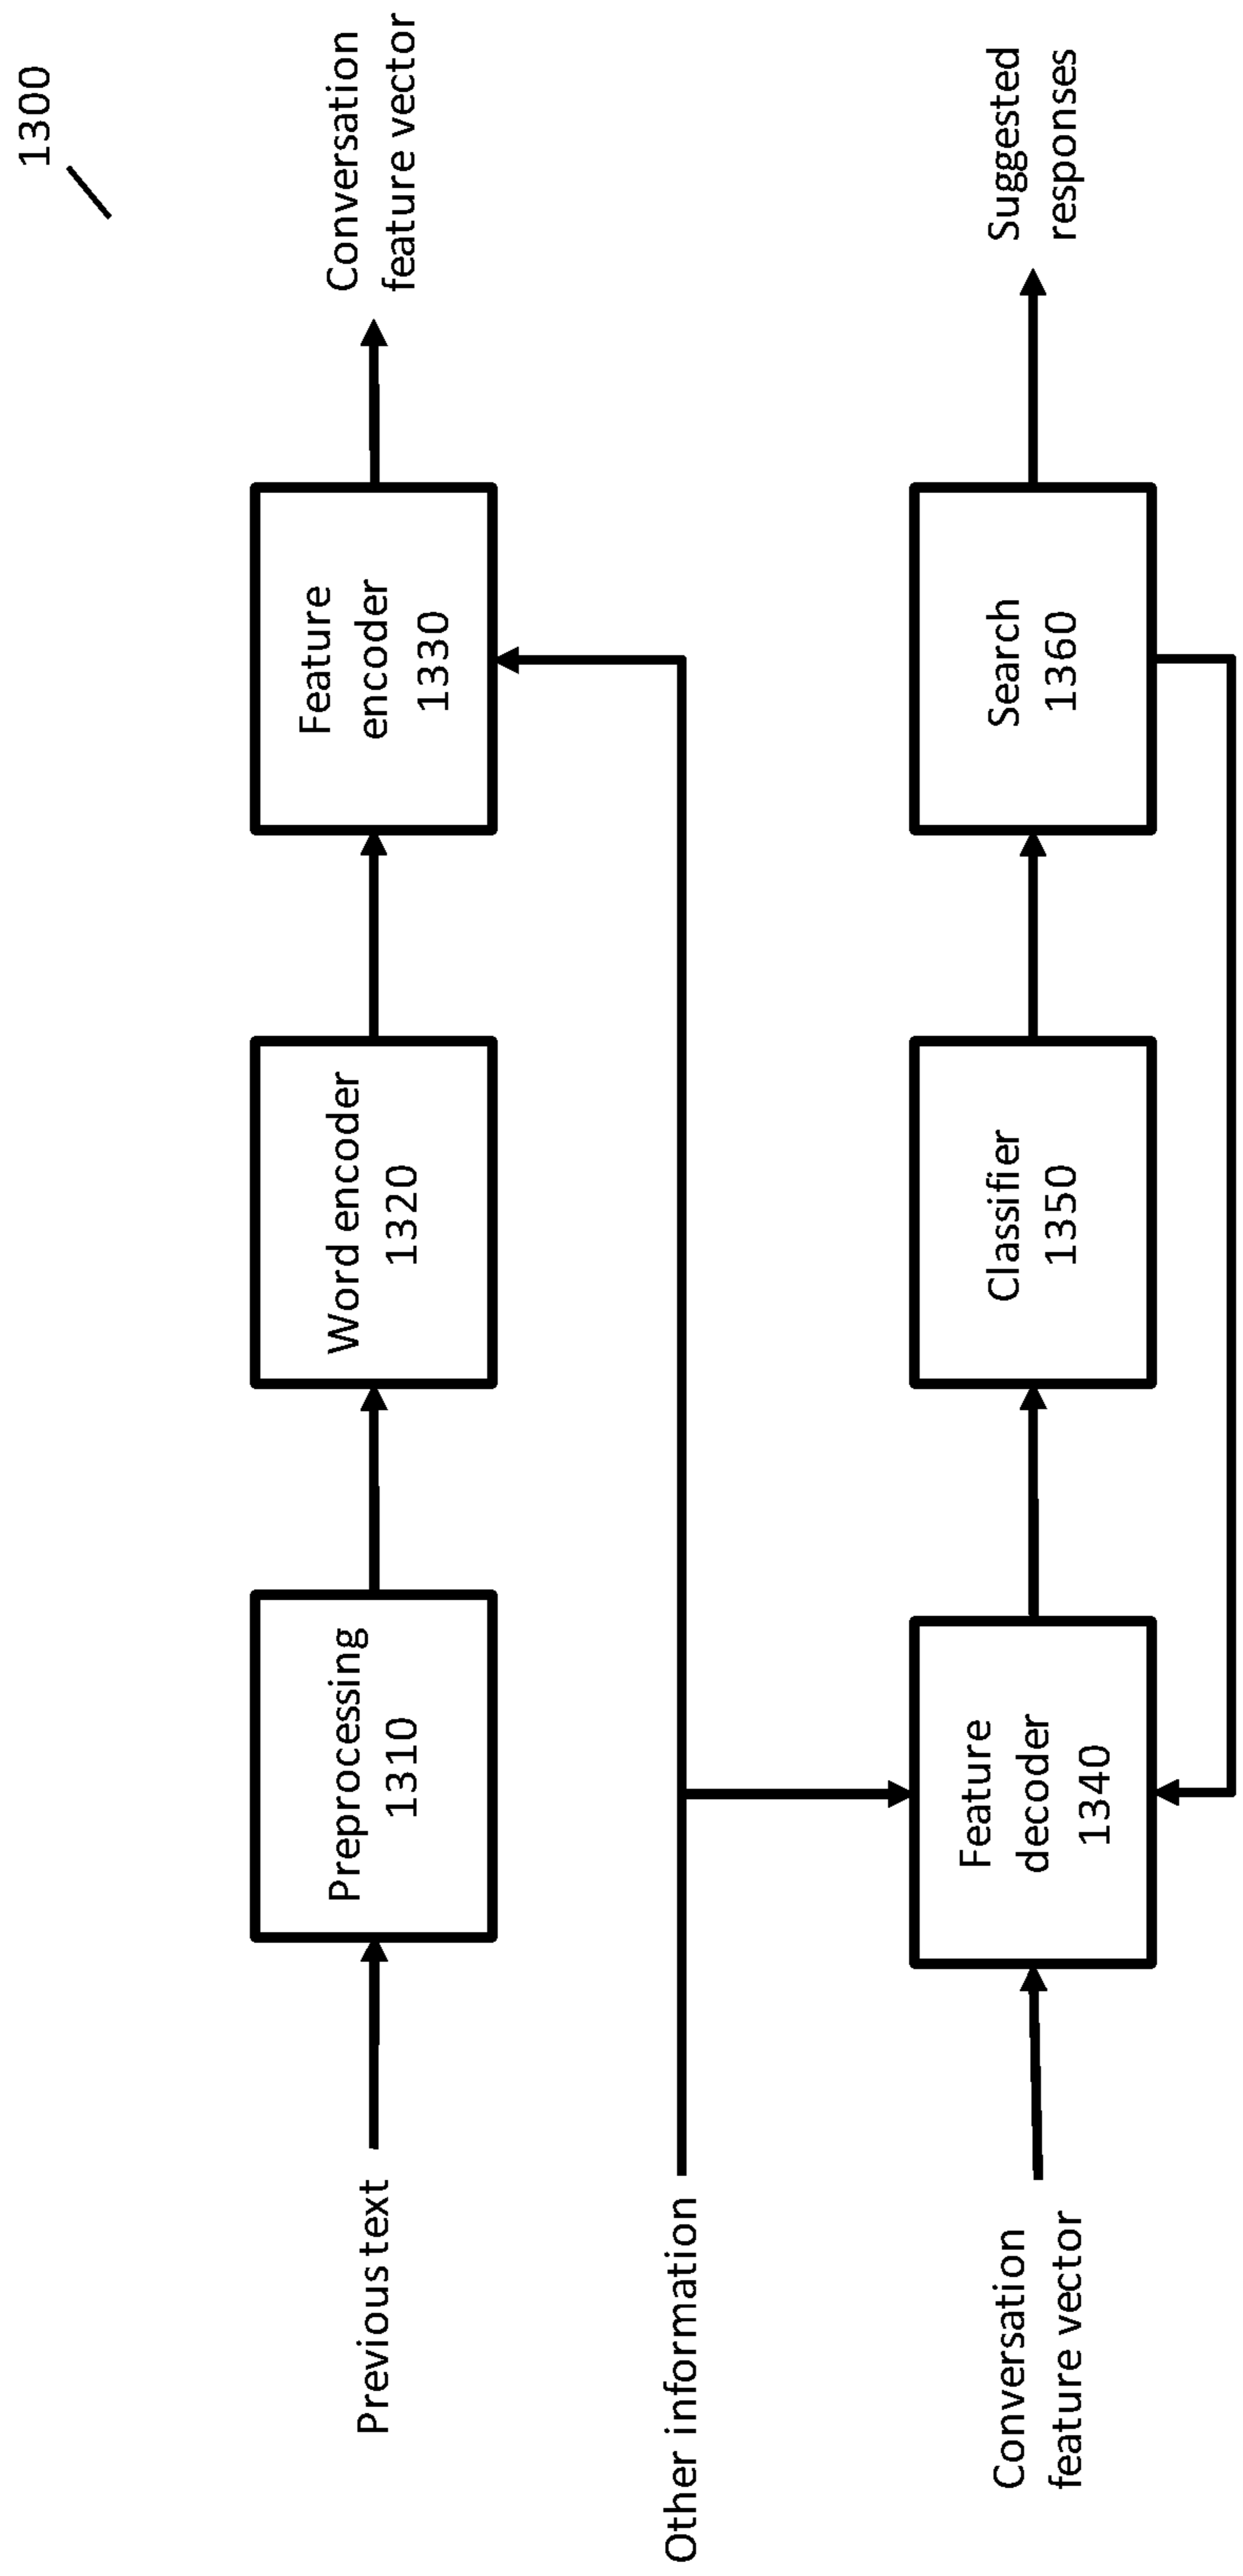 1300
Previous text
Preprocessing
1310
Word encoder
1320
Feature
encoder
1330
Conversation
feature vector
Other information
Conversation
feature vector
Feature
decoder
1340
Classifier
1350
Search
1360
Suggested
responses